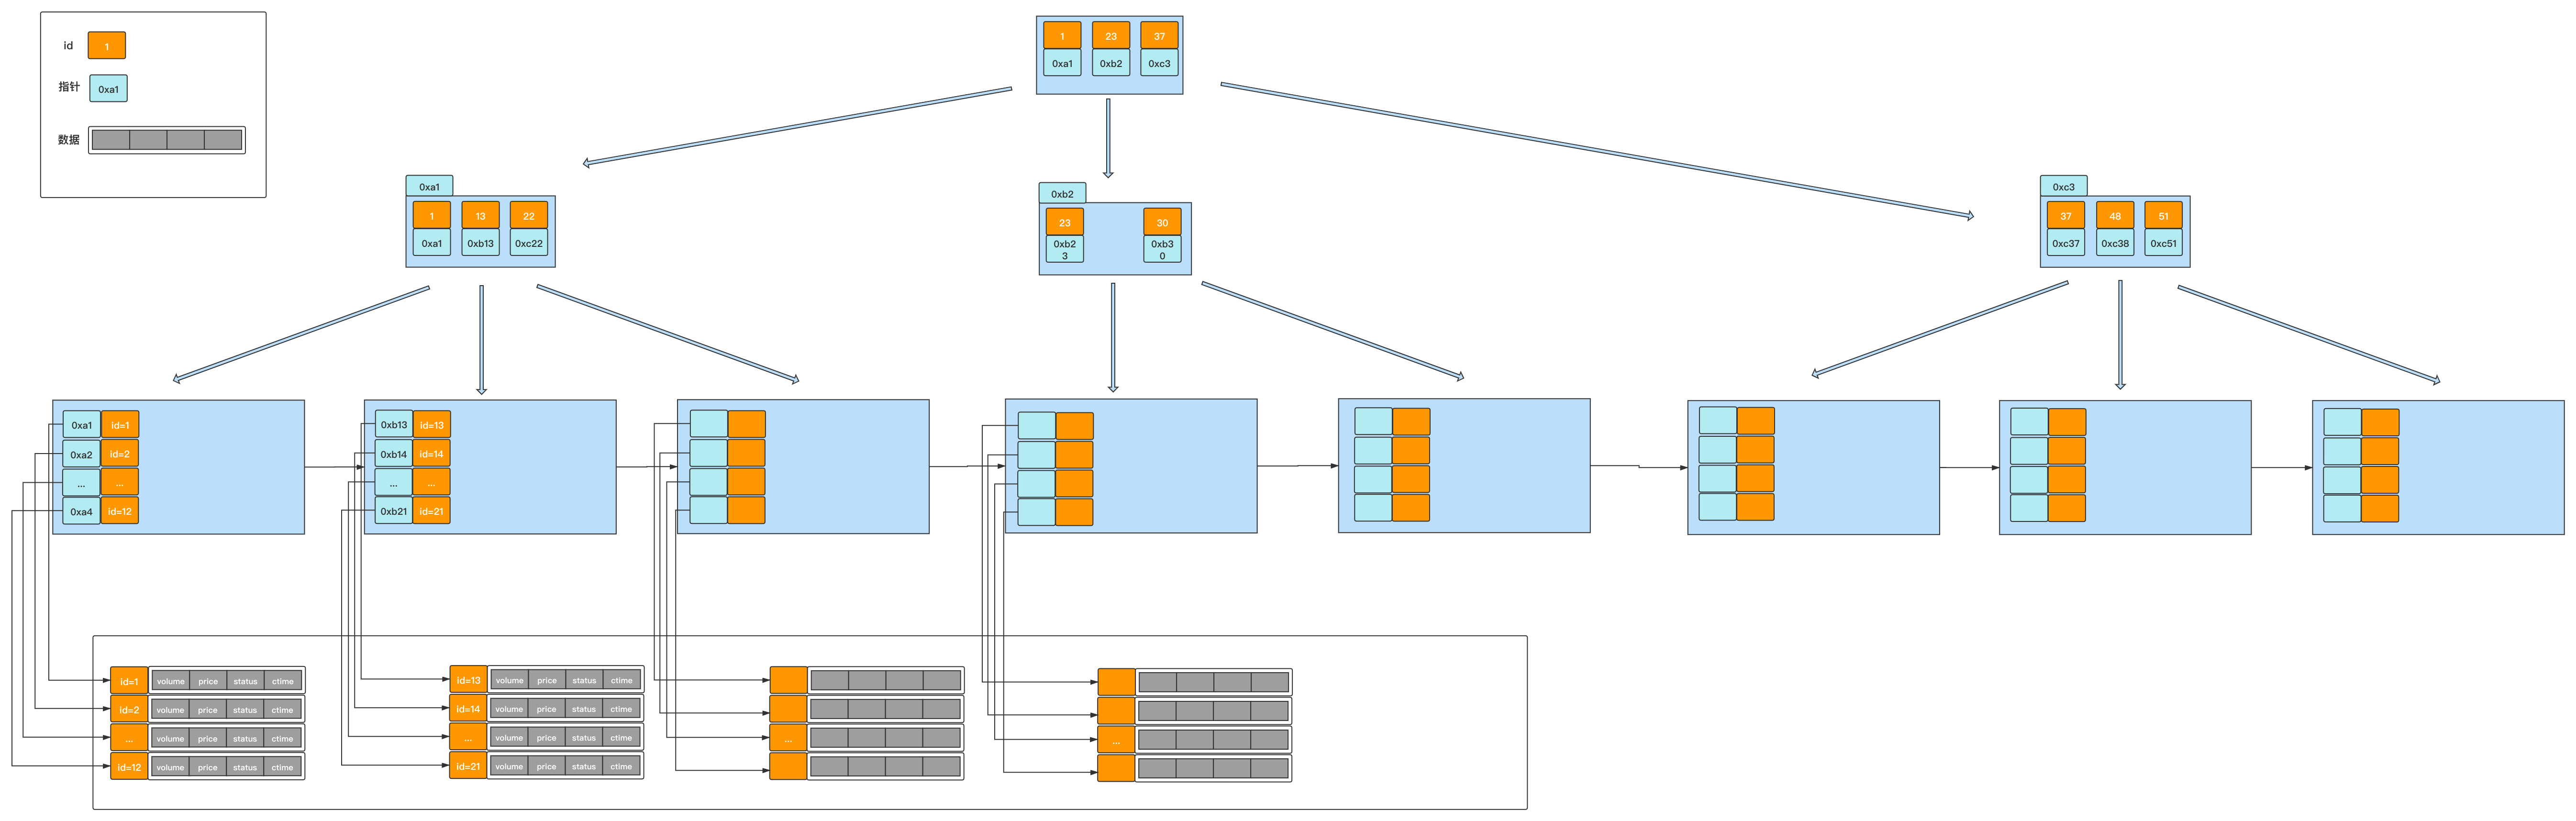 id 1
指针 0xa1
数据
1 23 37
0xa1 0xb2 0xc3
0xa1
1 13 22
0xa1 0xb13 0xc22
0xb2
23 30
0xb2 0xb3
3 0
0xc3
37 48 51
0xc37 0xc38 0xc51
0xa1 id=1
0xa2 id=2
... ...
0xa4 id=12
0xb13 id=13
0xb14 id=14
... ...
0xb21 id=21
id=1 volume price status ctime
id=2 volume price status ctime
... volume price status ctime
id=12 volume price status ctime
id=13 volume price status ctime
id=14 volume price status ctime
... volume price status ctime
id=21 volume price status ctime
...
...